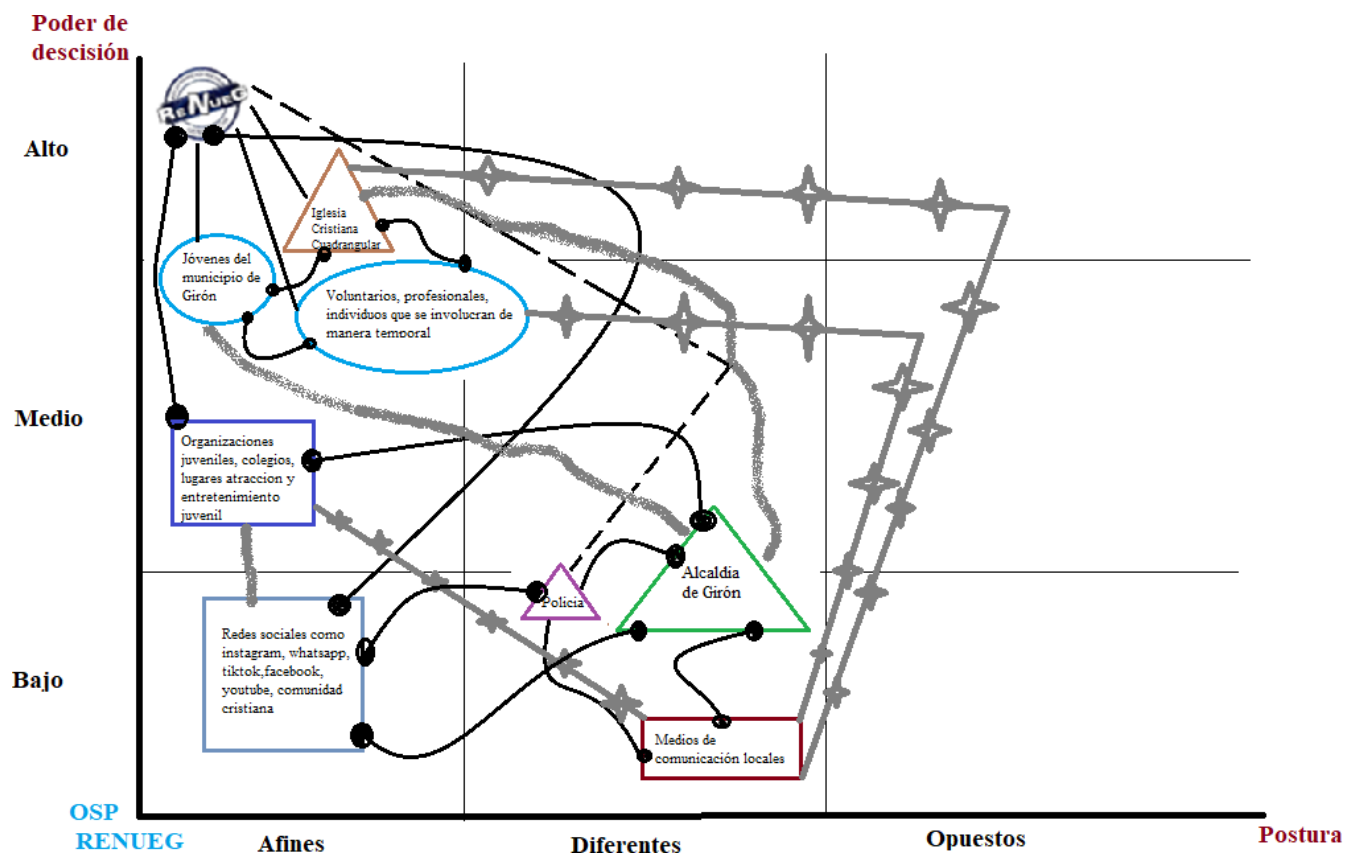 Poder de
descisión
ReNueG
Alto
Iglesia
Cristiana
Cuadrangular
Jóvenes del
municipio de
Girón
Voluntarios, profesionales,
individuos que se involucran de
manera temporal
Medio
Organizaciones
juveniles, colegios,
lugares atraccion y
entretenimiento
juvenil
Policia
Alcaldia
de Girón
Redes sociales como
instagram, whatsapp,
tiktok,facebook,
youtube, comunidad
cristiana
Bajo
Medios de
comunicación locales
OSP
RENUEG
Afines
Diferentes
Opuestos
Postura